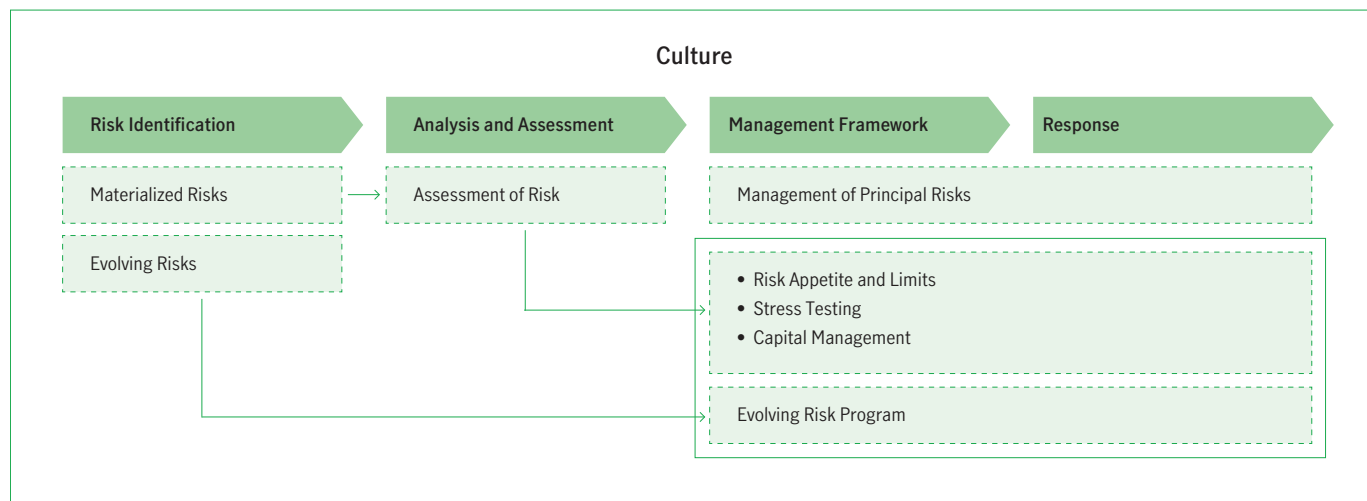 Culture
Risk Identification
Analysis and Assessment
Management Framework
Response
Materialized Risks
Assessment of Risk
Management of Principal Risks
Evolving Risks
• Risk Appetite and Limits
• Stress Testing
• Capital Management
Evolving Risk Program